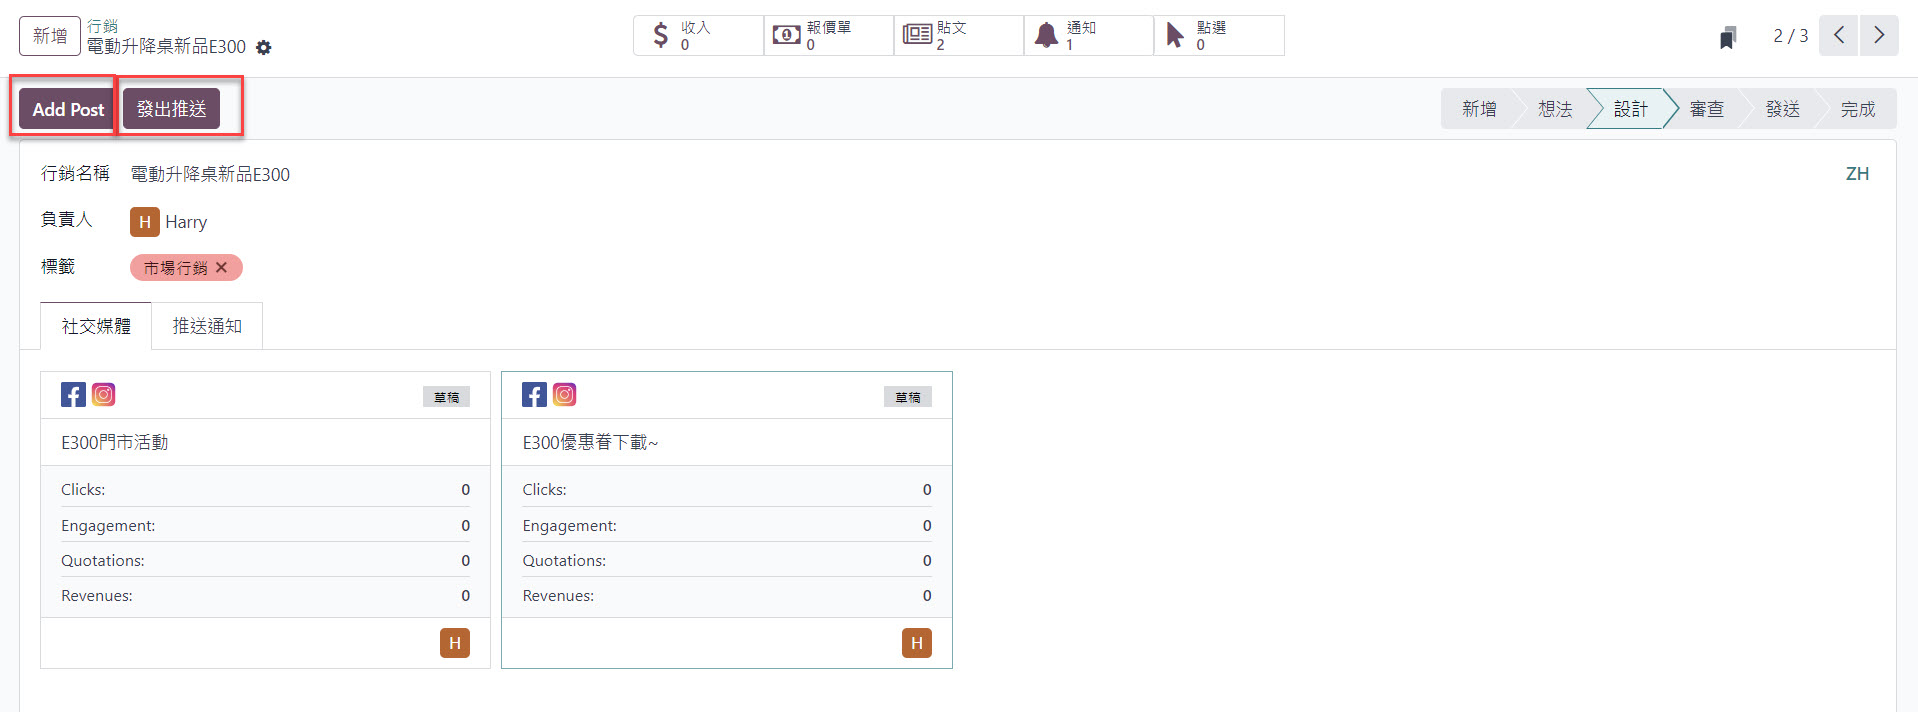 新增
行銷
電動升降桌新品E300
收入
0
報價單
0
貼文
2
通知
1
點選
0
2 / 3
Add Post
發出推送
新增
想法
設計
審查
發送
完成
行銷名稱
電動升降桌新品E300
ZH
負責人
H Harry
標籤
市場行銷
社交媒體
推送通知
草稿
E300門市活動
Clicks: 0
Engagement: 0
Quotations: 0
Revenues: 0
H
草稿
E300優惠眷下載~
Clicks: 0
Engagement: 0
Quotations: 0
Revenues: 0
H